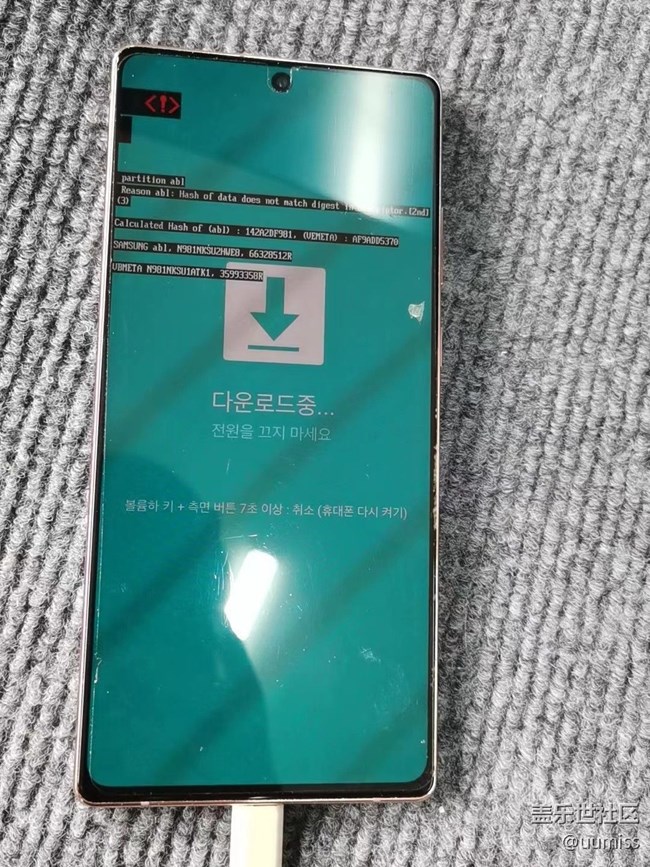 <!>
partition abl
Reason abl: Hash of data does not match digest [2nd]
(3)
Calculated Hash of (abl) : 142A2DF981, (VBMETA) : AF9ADD5370
SAMSUNG abl, N981NKSU2HWEB, 66328512R
VBMETA N981NKSU1ATK1, 35993358R
다운로드중...
전원을 끄지 마세요
볼륨하 키 + 측면 버튼 7초 이상 : 취소 (휴대폰 다시 켜기)
盖乐世社区
@uumiss